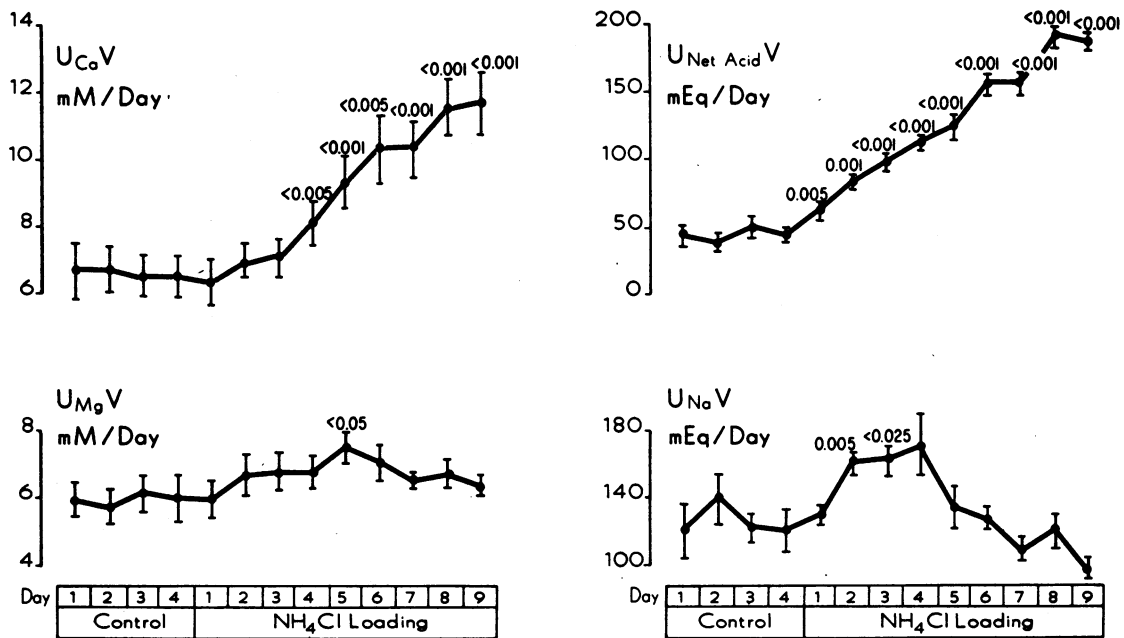 U_Ca V
mM/Day
14
12
10
8
6
<0.005
<0.001
<0.005
<0.001
<0.001
<0.001
U_Net Acid V
mEq/Day
200
150
100
50
0
0.005
0.001
<0.001
<0.001
<0.001
<0.001
<0.001
<0.001
<0.001
U_Mg V
mM/Day
8
6
4
<0.05
U_Na V
mEq/Day
180
140
100
0.005
<0.025
Day 1 2 3 4 1 2 3 4 5 6 7 8 9
Control NH₄Cl Loading
Day 1 2 3 4 1 2 3 4 5 6 7 8 9
Control NH₄Cl Loading